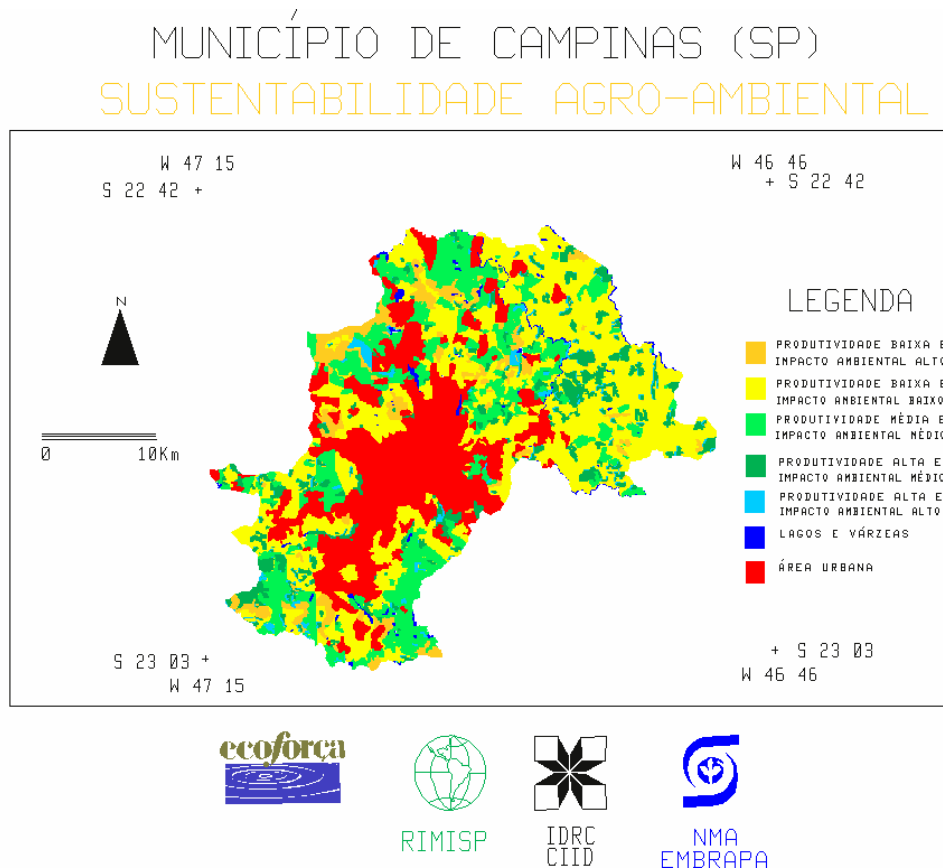 MUNICÍPIO DE CAMPINAS (SP)
SUSTENTABILIDADE AGRO-AMBIENTAL
W 47 15
S 22 42 +
W 46 46
+ S 22 42
N
0 10Km
LEGENDA
PRODUTIVIDADE BAIXA E
IMPACTO AMBIENTAL ALTO
PRODUTIVIDADE BAIXA E
IMPACTO AMBIENTAL BAIXO
PRODUTIVIDADE MÉDIA E
IMPACTO AMBIENTAL MÉDIO
PRODUTIVIDADE ALTA E
IMPACTO AMBIENTAL MÉDIO
PRODUTIVIDADE ALTA E
IMPACTO AMBIENTAL ALTO
LAGOS E VÁRZEAS
ÁREA URBANA
S 23 03 +
W 47 15
+ S 23 03
W 46 46
ecoforça
RIMISP
IDRC
CIID
NMA
EMBRAPA